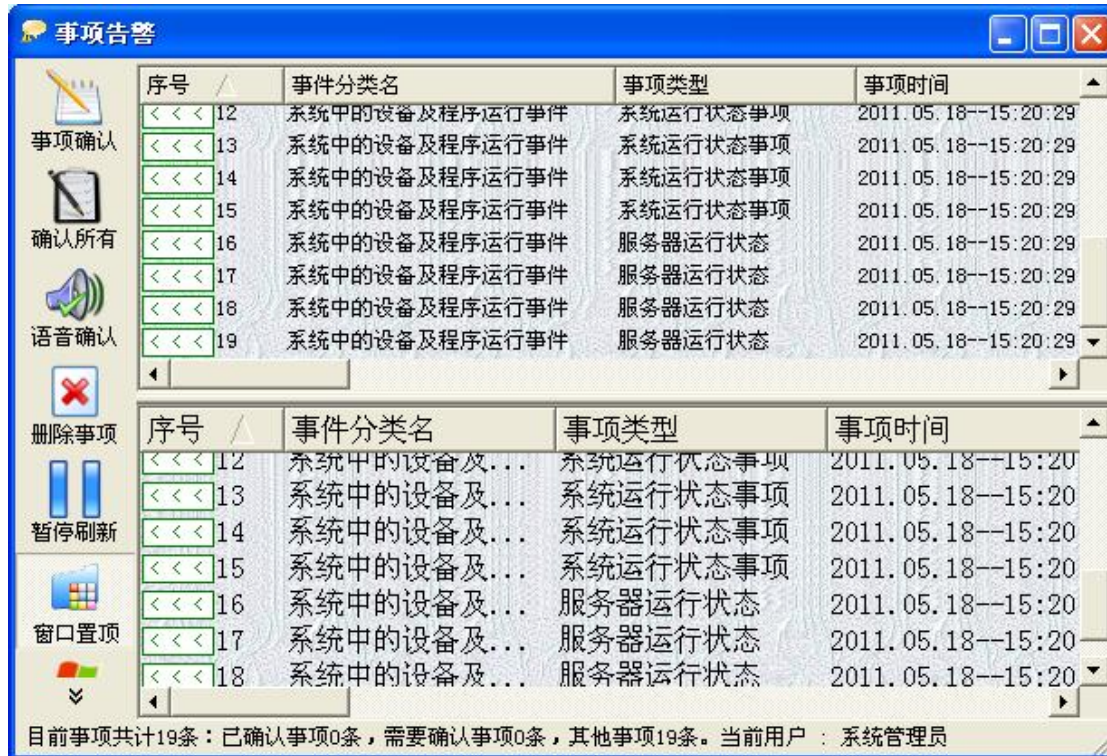 事项告警
事项确认
确认所有
语音确认
删除事项
暂停刷新
窗口置顶
序号 事件分类名 事项类型 事项时间
< < < 12 系统中的设备及程序运行事件 系统运行状态事项 2011.05.18--15:20:29
< < < 13 系统中的设备及程序运行事件 系统运行状态事项 2011.05.18--15:20:29
< < < 14 系统中的设备及程序运行事件 系统运行状态事项 2011.05.18--15:20:29
< < < 15 系统中的设备及程序运行事件 系统运行状态事项 2011.05.18--15:20:29
< < < 16 系统中的设备及程序运行事件 服务器运行状态 2011.05.18--15:20:29
< < < 17 系统中的设备及程序运行事件 服务器运行状态 2011.05.18--15:20:29
< < < 18 系统中的设备及程序运行事件 服务器运行状态 2011.05.18--15:20:29
< < < 19 系统中的设备及程序运行事件 服务器运行状态 2011.05.18--15:20:29
序号 事件分类名 事项类型 事项时间
< < < 12 系统中的设备及... 系统运行状态事项 2011.05.18--15:20
< < < 13 系统中的设备及... 系统运行状态事项 2011.05.18--15:20
< < < 14 系统中的设备及... 系统运行状态事项 2011.05.18--15:20
< < < 15 系统中的设备及... 系统运行状态事项 2011.05.18--15:20
< < < 16 系统中的设备及... 服务器运行状态 2011.05.18--15:20
< < < 17 系统中的设备及... 服务器运行状态 2011.05.18--15:20
< < < 18 系统中的设备及... 服务器运行状态 2011.05.18--15:20
目前事项共计19条：已确认事项0条，需要确认事项0条，其他事项19条。当前用户 : 系统管理员